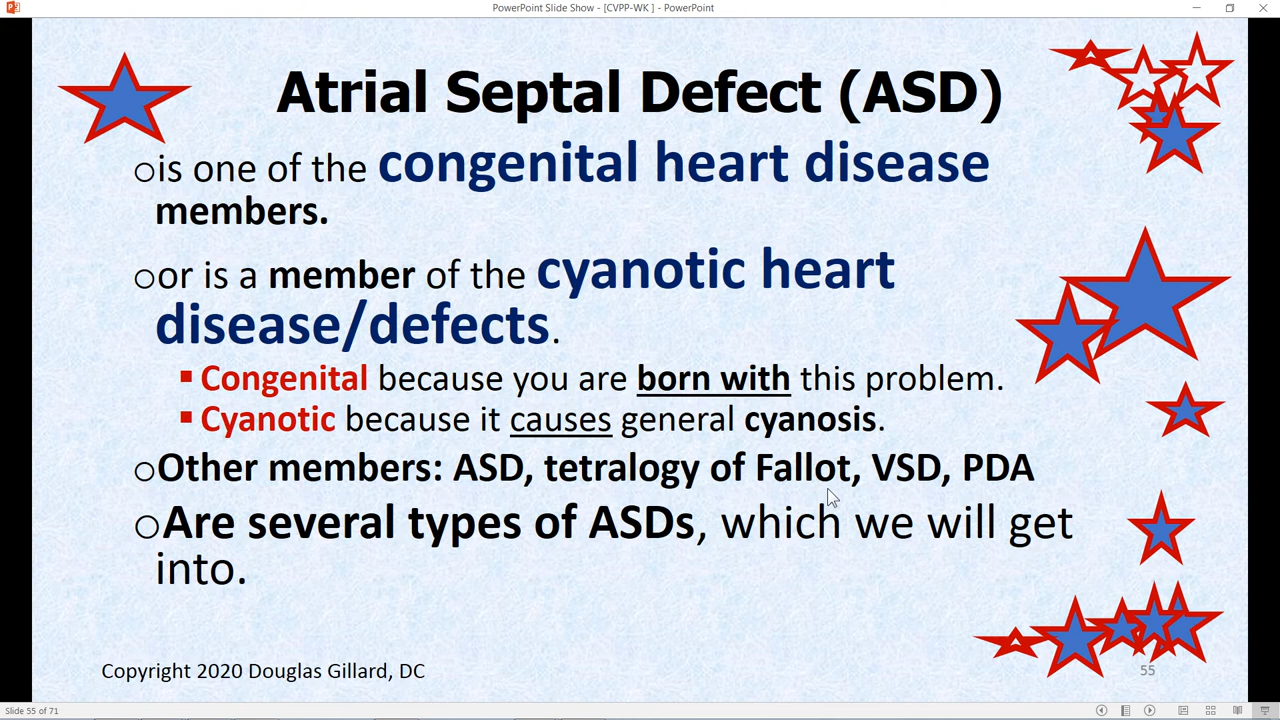 PowerPoint Slide Show - [CVPP-WK ] - PowerPoint
Atrial Septal Defect (ASD)
is one of the congenital heart disease
members.
or is a member of the cyanotic heart
disease/defects.
Congenital because you are born with this problem.
Cyanotic because it causes general cyanosis.
Other members: ASD, tetralogy of Fallot, VSD, PDA
Are several types of ASDs, which we will get
into.
Copyright 2020 Douglas Gillard, DC
55
Slide 55 of 71